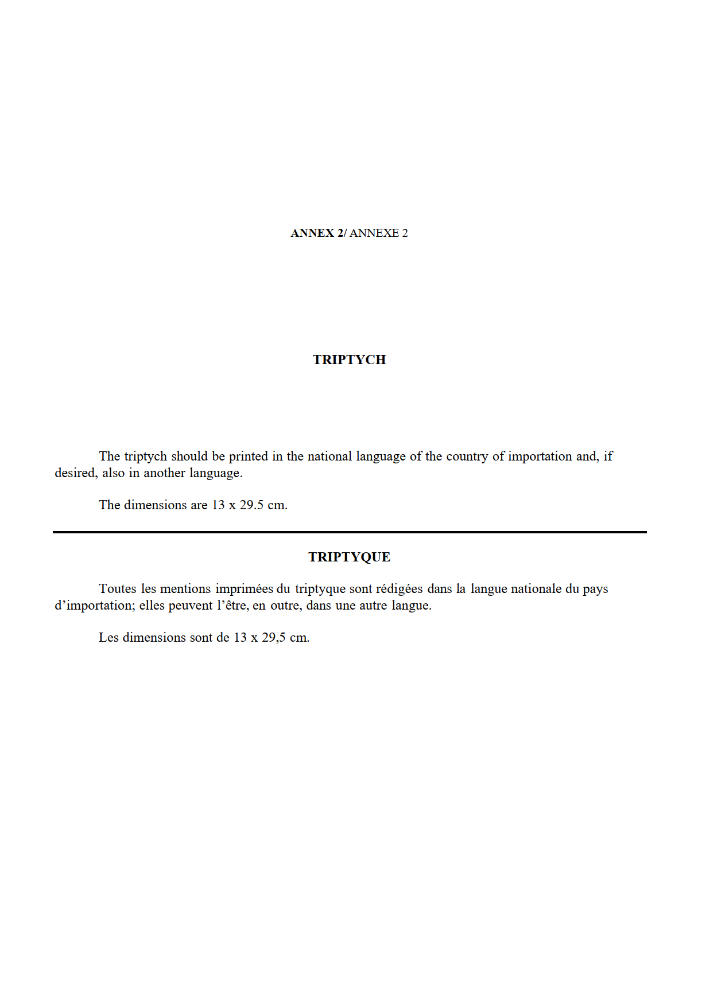 ANNEX 2/ ANNEXE 2
TRIPTYCH
The triptych should be printed in the national language of the country of importation and, if
desired, also in another language.
The dimensions are 13 x 29.5 cm.
TRIPTYQUE
Toutes les mentions imprimées du triptyque sont rédigées dans la langue nationale du pays
d’importation; elles peuvent l’être, en outre, dans une autre langue.
Les dimensions sont de 13 x 29,5 cm.